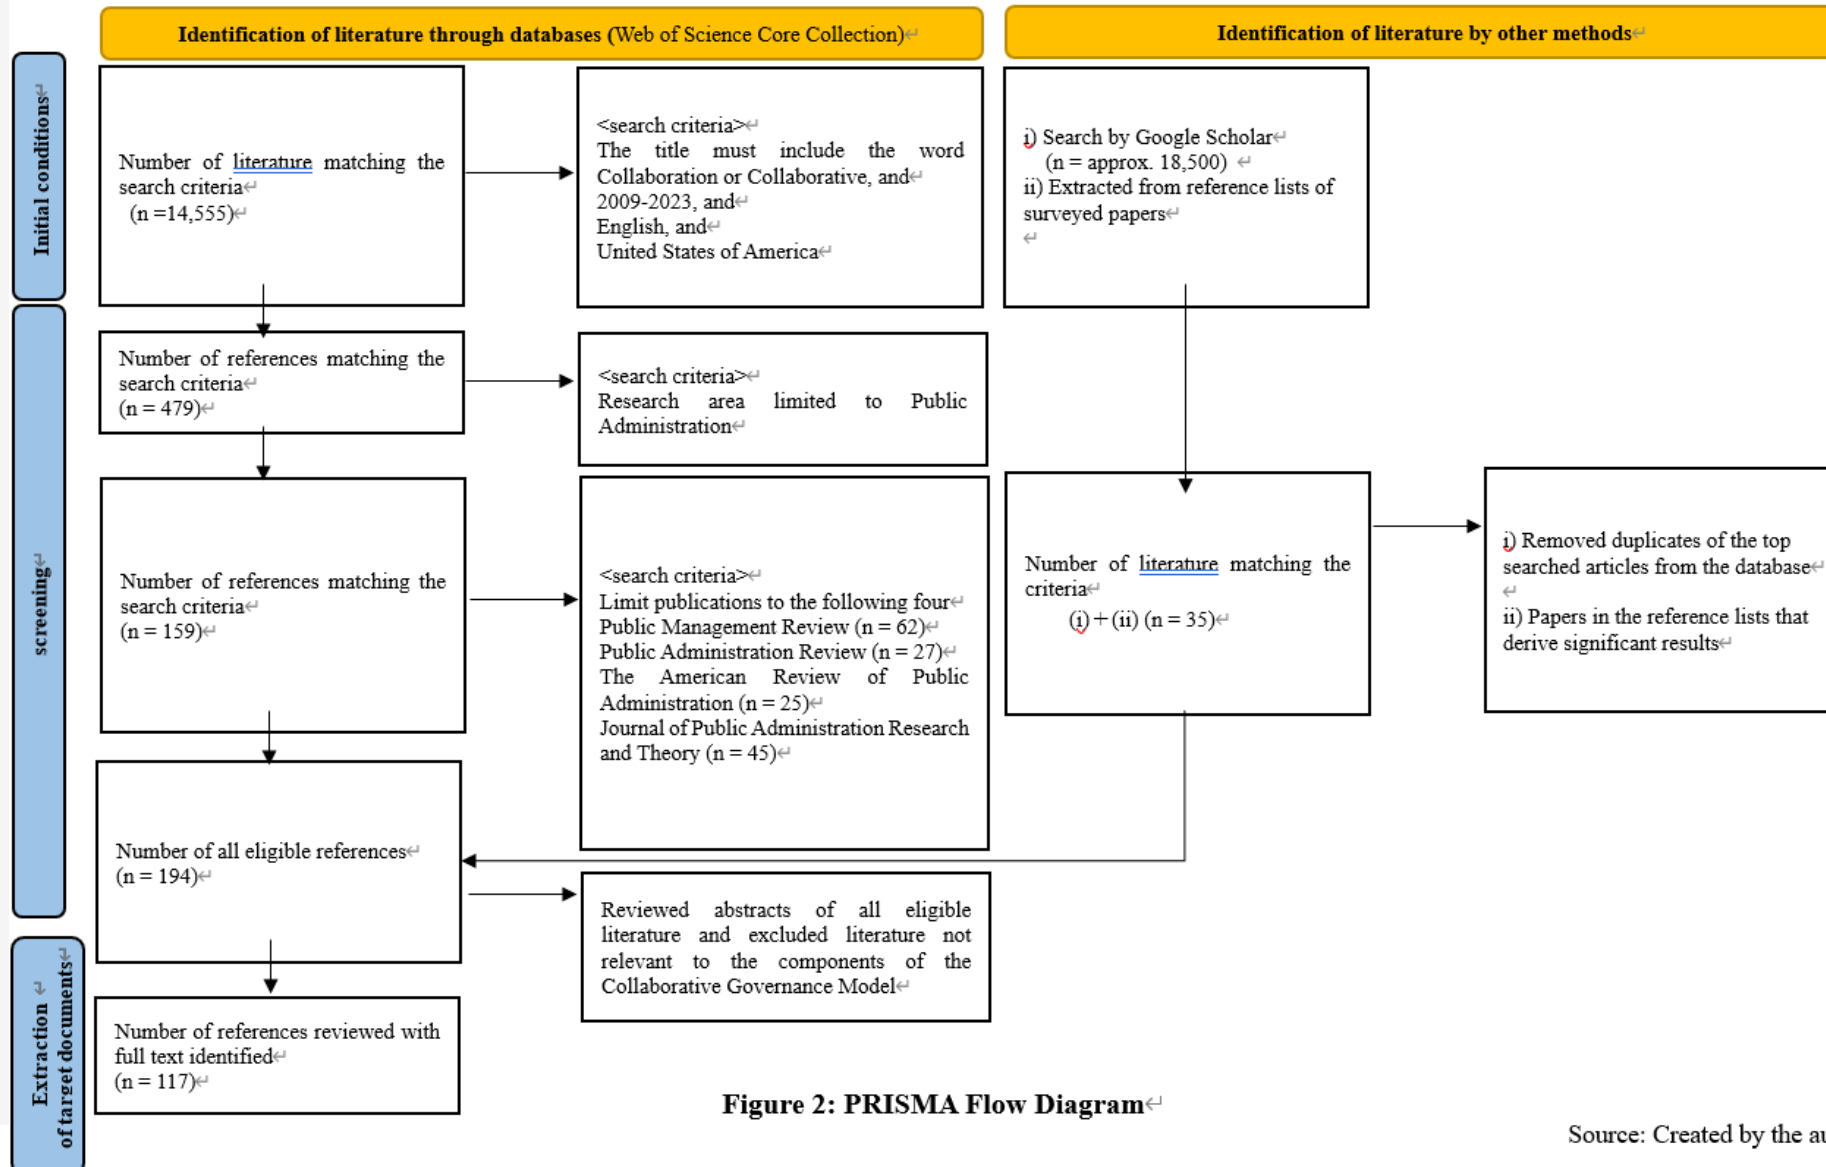 Identification of literature through databases (Web of Science Core Collection)↵
Identification of literature by other methods↵
Initial conditions↵
Number of literature matching the
search criteria↵
(n =14,555)↵
<search criteria>↵
The title must include the word
Collaboration or Collaborative, and↵
2009-2023, and↵
English, and↵
United States of America↵
i) Search by Google Scholar↵
(n = approx. 18,500) ↵
ii) Extracted from reference lists of
surveyed papers↵
↵
screening↵
Number of references matching the
search criteria↵
(n = 479)↵
<search criteria>↵
Research area limited to Public
Administration↵
Number of references matching the
search criteria↵
(n = 159)↵
<search criteria>↵
Limit publications to the following four↵
Public Management Review (n = 62)↵
Public Administration Review (n = 27)↵
The American Review of Public
Administration (n = 25)↵
Journal of Public Administration Research
and Theory (n = 45)↵
Number of literature matching the
criteria↵
(i)+(ii) (n = 35)↵
i) Removed duplicates of the top
searched articles from the database↵
↵
ii) Papers in the reference lists that
derive significant results↵
Number of all eligible references↵
(n = 194)↵
Reviewed abstracts of all eligible
literature and excluded literature not
relevant to the components of the
Collaborative Governance Model↵
Extraction ↵
of target documents↵
Number of references reviewed with
full text identified↵
(n = 117)↵
Figure 2: PRISMA Flow Diagram↵
Source: Created by the